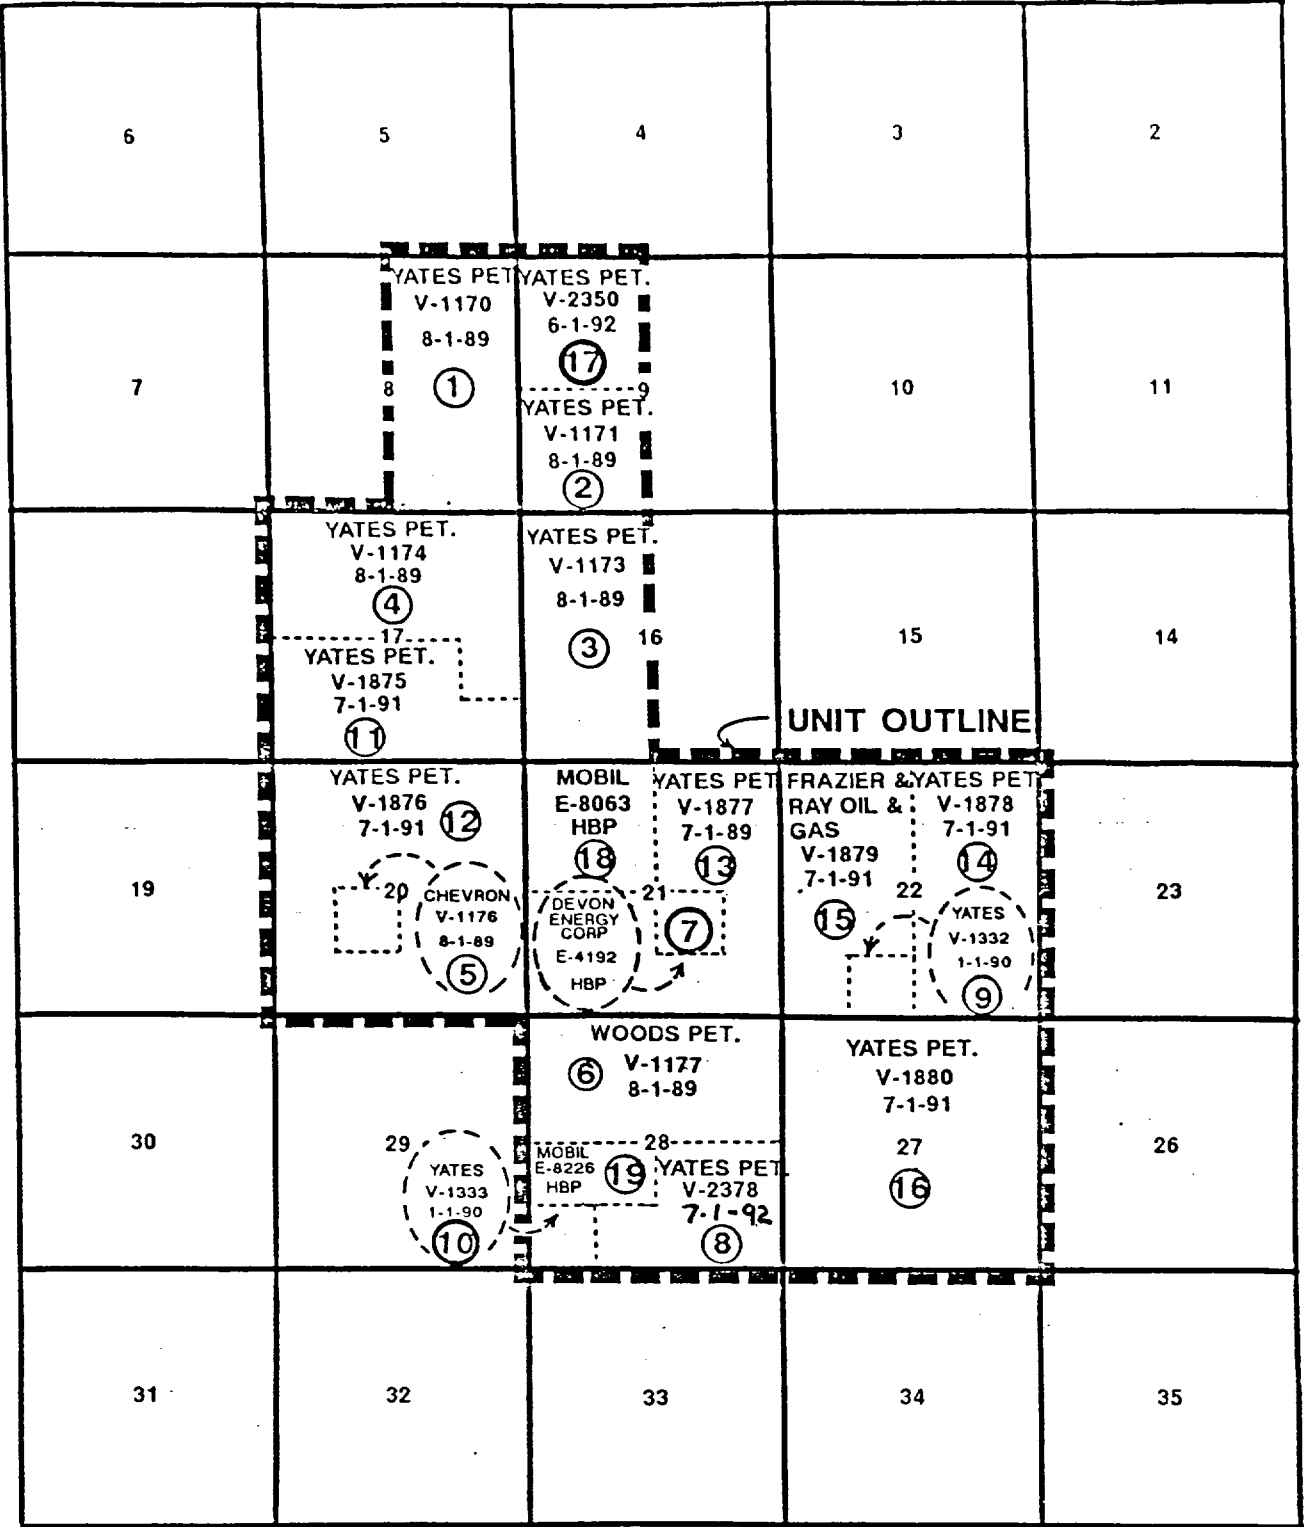 6
5
4
3
2
YATES PET
V-1170
8-1-89
1
YATES PET.
V-2350
6-1-92
17
7
8
9
10
11
YATES PET.
V-1171
8-1-89
2
YATES PET.
V-1174
8-1-89
4
YATES PET.
V-1173
8-1-89
3
17
16
15
14
YATES PET.
V-1875
7-1-91
11
UNIT OUTLINE
YATES PET.
V-1876
7-1-91
12
MOBIL
E-8063
HBP
18
YATES PET
V-1877
7-1-89
13
FRAZIER &
RAY OIL &
GAS
V-1879
7-1-91
15
YATES PET
V-1878
7-1-91
14
19
20
21
22
23
CHEVRON
V-1176
8-1-89
5
DEVON
ENERGY
CORP
E-4192
HBP
7
YATES
V-1332
1-1-90
9
WOODS PET.
V-1177
8-1-89
6
YATES PET.
V-1880
7-1-91
16
30
29
28
27
26
YATES
V-1333
1-1-90
10
MOBIL
E-8226
HBP
19
YATES PET.
V-2378
7-1-92
8
31
32
33
34
35